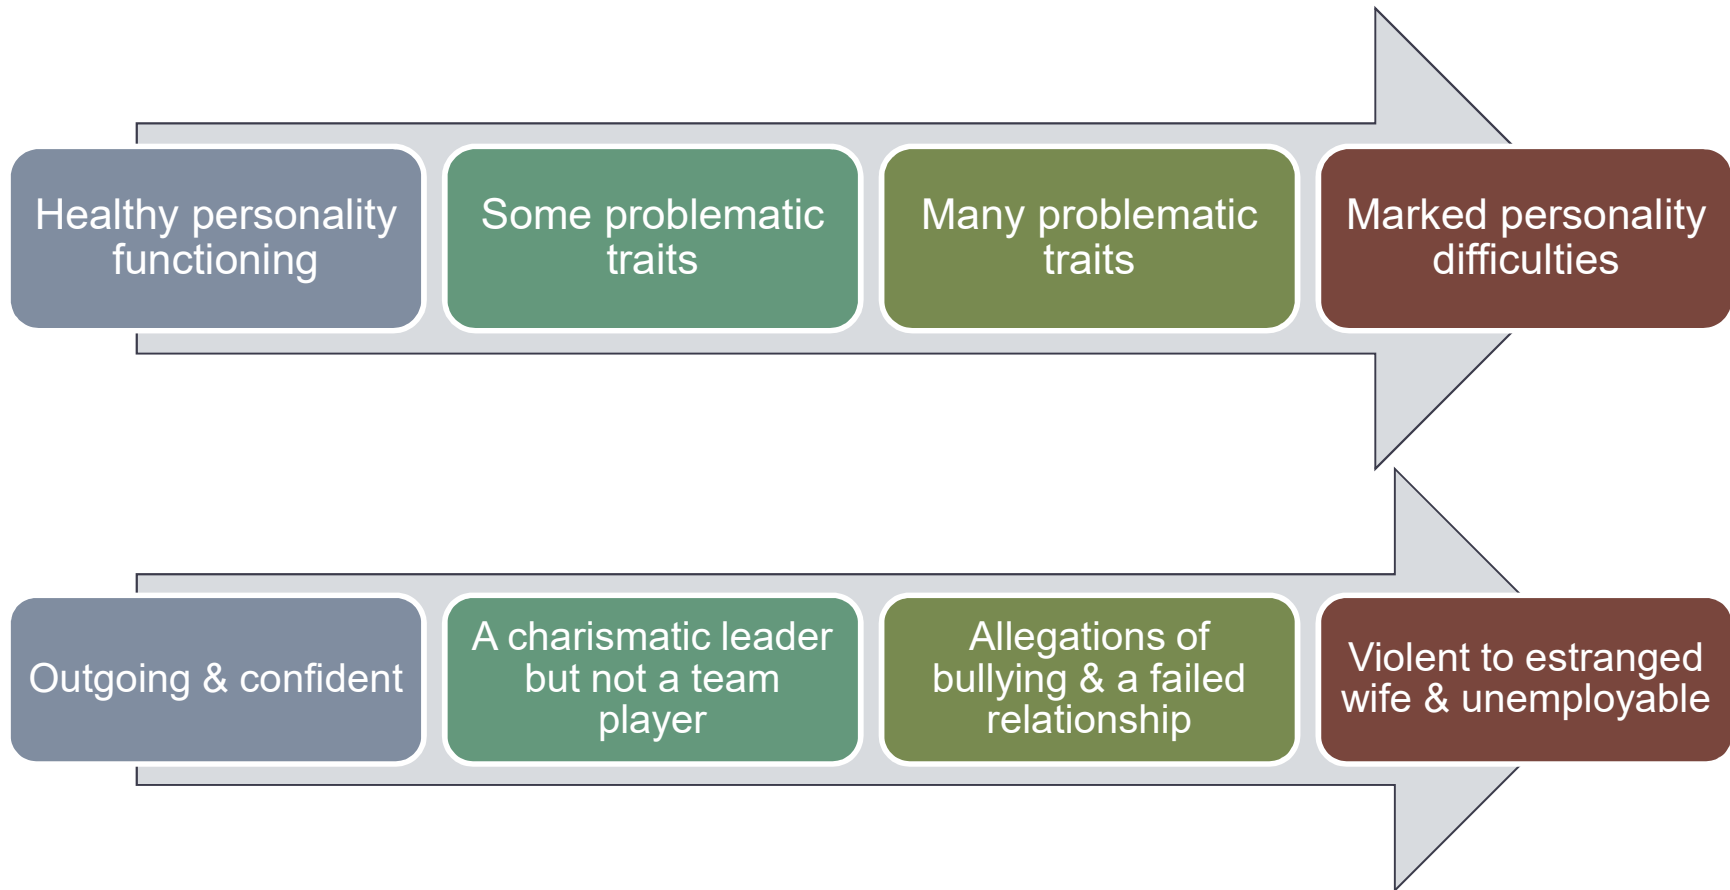 Healthy personality
functioning
Some problematic
traits
Many problematic
traits
Marked personality
difficulties
Outgoing & confident
A charismatic leader
but not a team
player
Allegations of
bullying & a failed
relationship
Violent to estranged
wife & unemployable